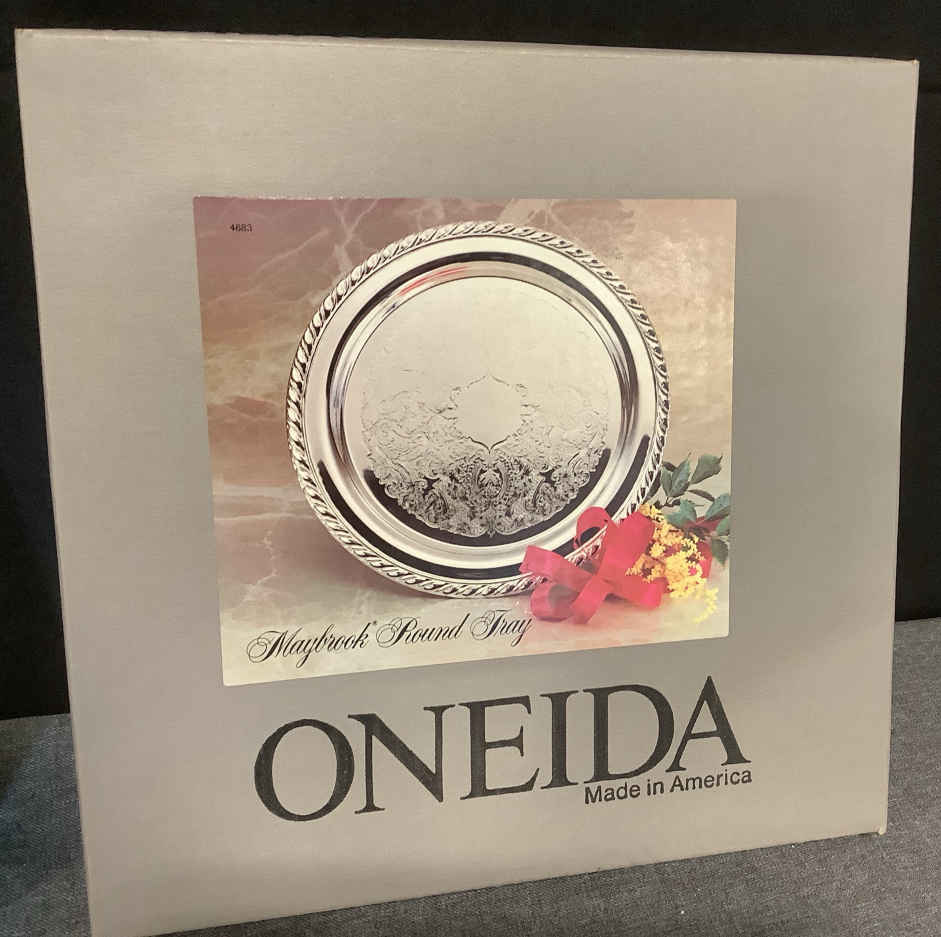 4683
Maybrook® Round Tray
ONEIDA
Made in America